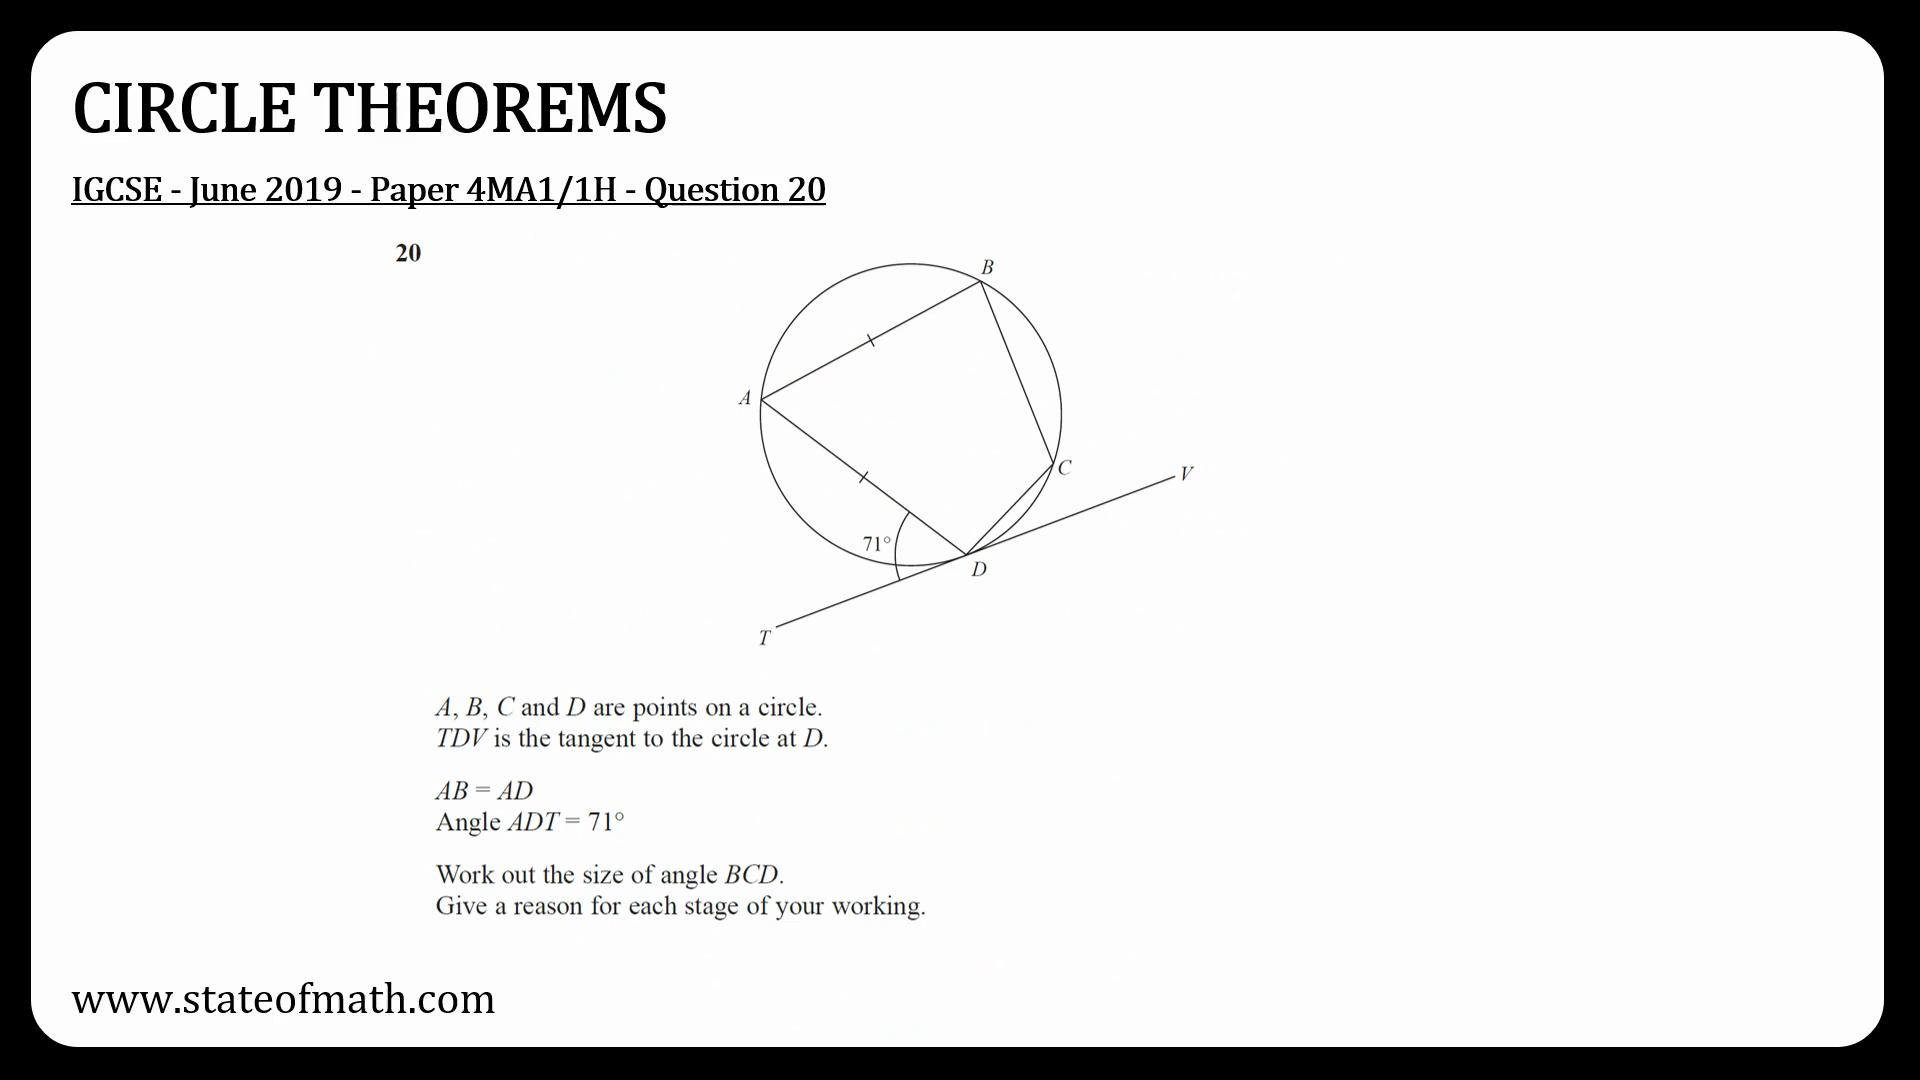 CIRCLE THEOREMS
IGCSE - June 2019 - Paper 4MA1/1H - Question 20
20
B
A
C
V
71°
D
T
A, B, C and D are points on a circle.
TDV is the tangent to the circle at D.
AB = AD
Angle ADT = 71°
Work out the size of angle BCD.
Give a reason for each stage of your working.
www.stateofmath.com